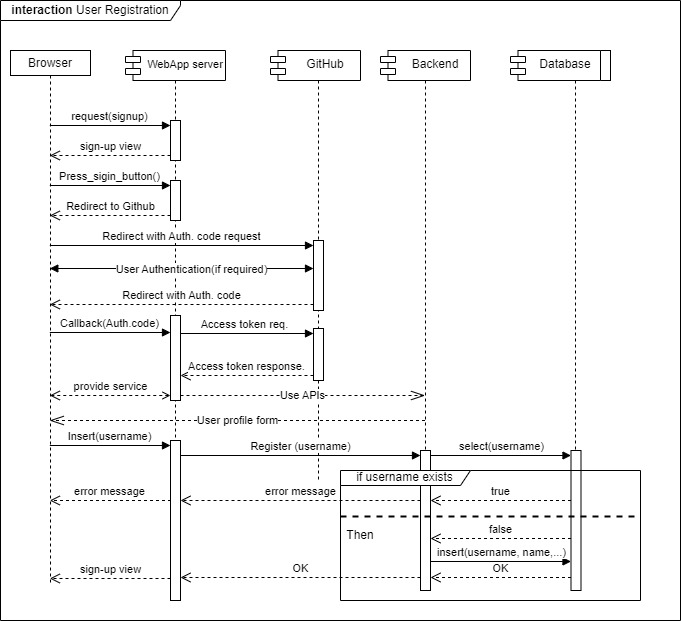 interaction User Registration
Browser
WebApp server
GitHub
Backend
Database
request(signup)
sign-up view
Press_sigin_button()
Redirect to Github
Redirect with Auth. code request
User Authentication(if required)
Redirect with Auth. code
Callback(Auth.code)
Access token req.
Access token response.
provide service
Use APIs
User profile form
Insert(username)
Register (username)
select(username)
if username exists
error message
error message
true
false
Then
insert(username, name,...)
sign-up view
OK
OK